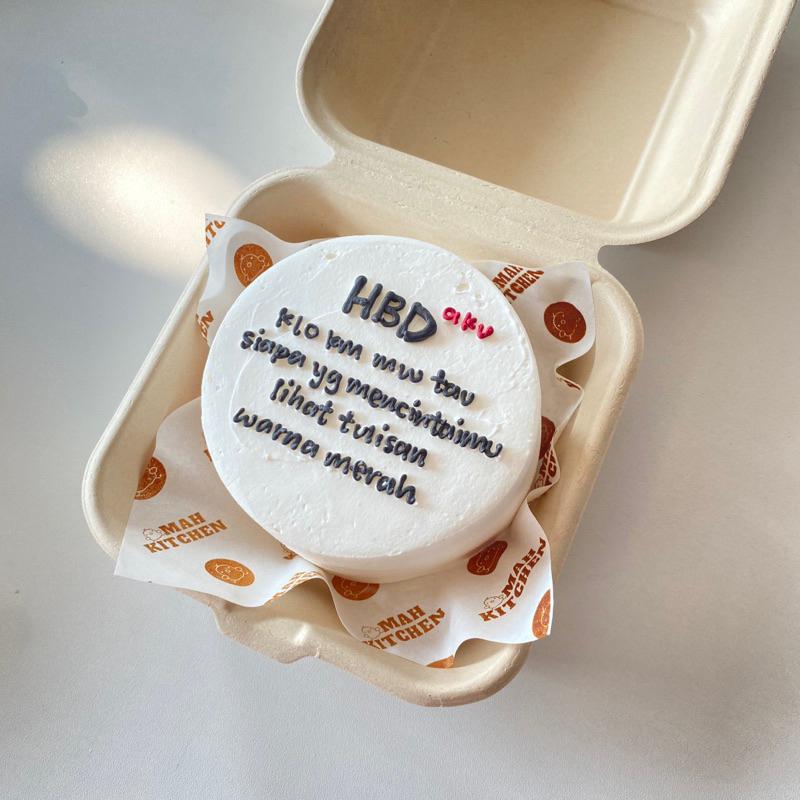 HBD aku
klo km mw tau
siapa yg mencintaimu
lihat tulisan
warna merah
MAH
KITCHEN
MAH
KITCHEN
MAH
KITCHEN
MAH
KITCHEN